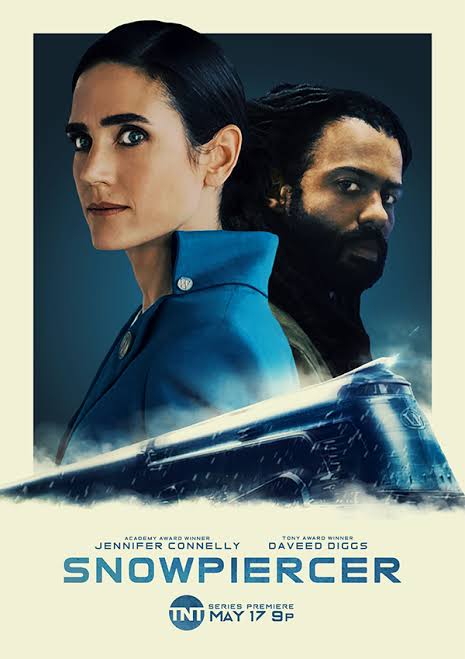 ACADEMY AWARD WINNER
JENNIFER CONNELLY
TONY AWARD WINNER
DAVEED DIGGS
SNOWPIERCER
TNT
SERIES PREMIERE
MAY 17 9P
W